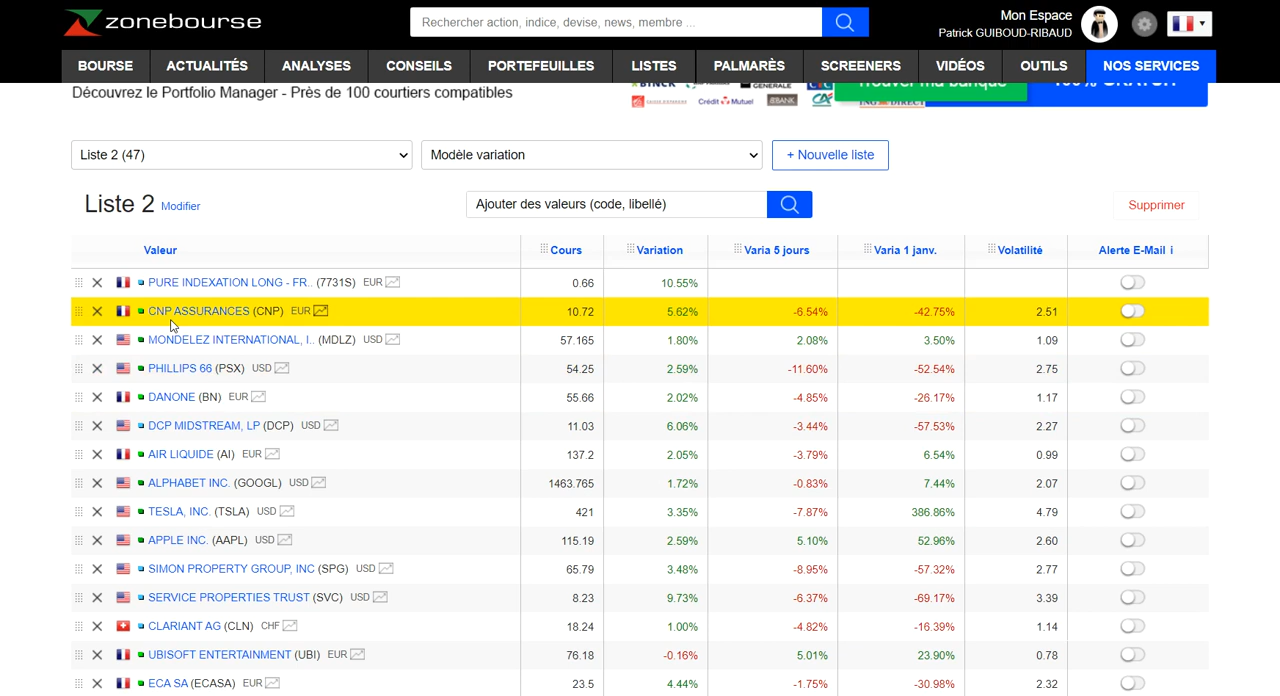 zonebourse
Rechercher action, indice, devise, news, membre ...
Mon Espace
Patrick GUIBOUD-RIBAUD
BOURSE ACTUALITÉS ANALYSES CONSEILS PORTEFEUILLES LISTES PALMARÈS SCREENERS VIDÉOS OUTILS NOS SERVICES
Découvrez le Portfolio Manager - Près de 100 courtiers compatibles
Crédit Mutuel
Trouver ma banque
100% GRATUIT
Liste 2 (47)
Modèle variation
+ Nouvelle liste
Liste 2 Modifier
Ajouter des valeurs (code, libellé)
Supprimer
Valeur Cours Variation Varia 5 jours Varia 1 janv. Volatilité Alerte E-Mail i
PURE INDEXATION LONG - FR.. (7731S) EUR 0.66 10.55%
CNP ASSURANCES (CNP) EUR 10.72 5.62% -6.54% -42.75% 2.51
MONDELEZ INTERNATIONAL, I.. (MDLZ) USD 57.165 1.80% 2.08% 3.50% 1.09
PHILLIPS 66 (PSX) USD 54.25 2.59% -11.60% -52.54% 2.75
DANONE (BN) EUR 55.66 2.02% -4.85% -26.17% 1.17
DCP MIDSTREAM, LP (DCP) USD 11.03 6.06% -3.44% -57.53% 2.27
AIR LIQUIDE (AI) EUR 137.2 2.05% -3.79% 6.54% 0.99
ALPHABET INC. (GOOGL) USD 1463.765 1.72% -0.83% 7.44% 2.07
TESLA, INC. (TSLA) USD 421 3.35% -7.87% 386.86% 4.79
APPLE INC. (AAPL) USD 115.19 2.59% 5.10% 52.96% 2.60
SIMON PROPERTY GROUP, INC (SPG) USD 65.79 3.48% -8.95% -57.32% 2.77
SERVICE PROPERTIES TRUST (SVC) USD 8.23 9.73% -6.37% -69.17% 3.39
CLARIANT AG (CLN) CHF 18.24 1.00% -4.82% -16.39% 1.14
UBISOFT ENTERTAINMENT (UBI) EUR 76.18 -0.16% 5.01% 23.90% 0.78
ECA SA (ECASA) EUR 23.5 4.44% -1.75% -30.98% 2.32